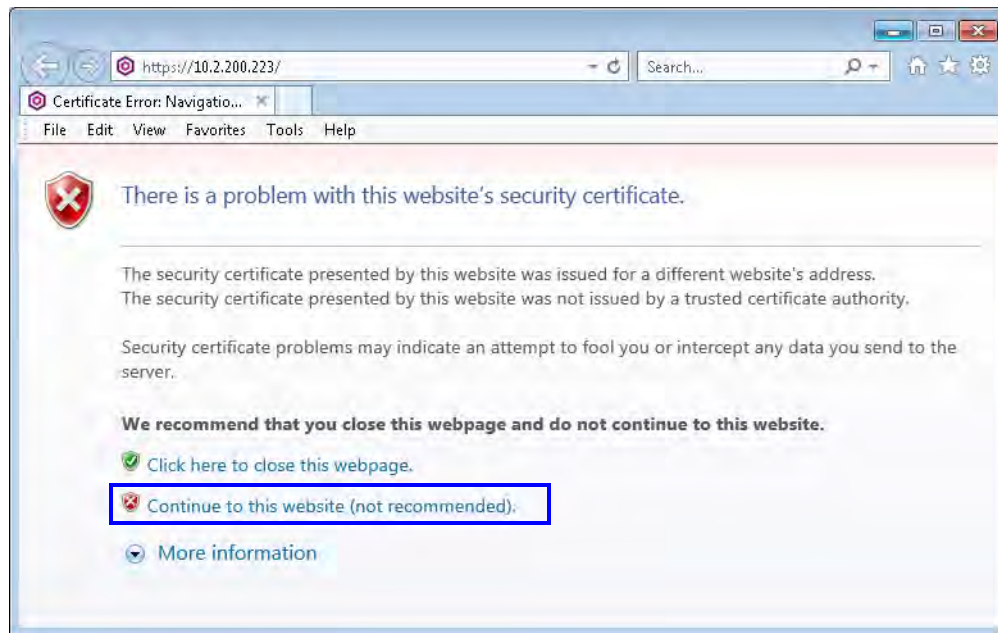 https://10.2.200.223/
Search...
Certificate Error: Navigatio...
File Edit View Favorites Tools Help
There is a problem with this website's security certificate.
The security certificate presented by this website was issued for a different website's address.
The security certificate presented by this website was not issued by a trusted certificate authority.
Security certificate problems may indicate an attempt to fool you or intercept any data you send to the
server.
We recommend that you close this webpage and do not continue to this website.
Click here to close this webpage.
Continue to this website (not recommended).
More information